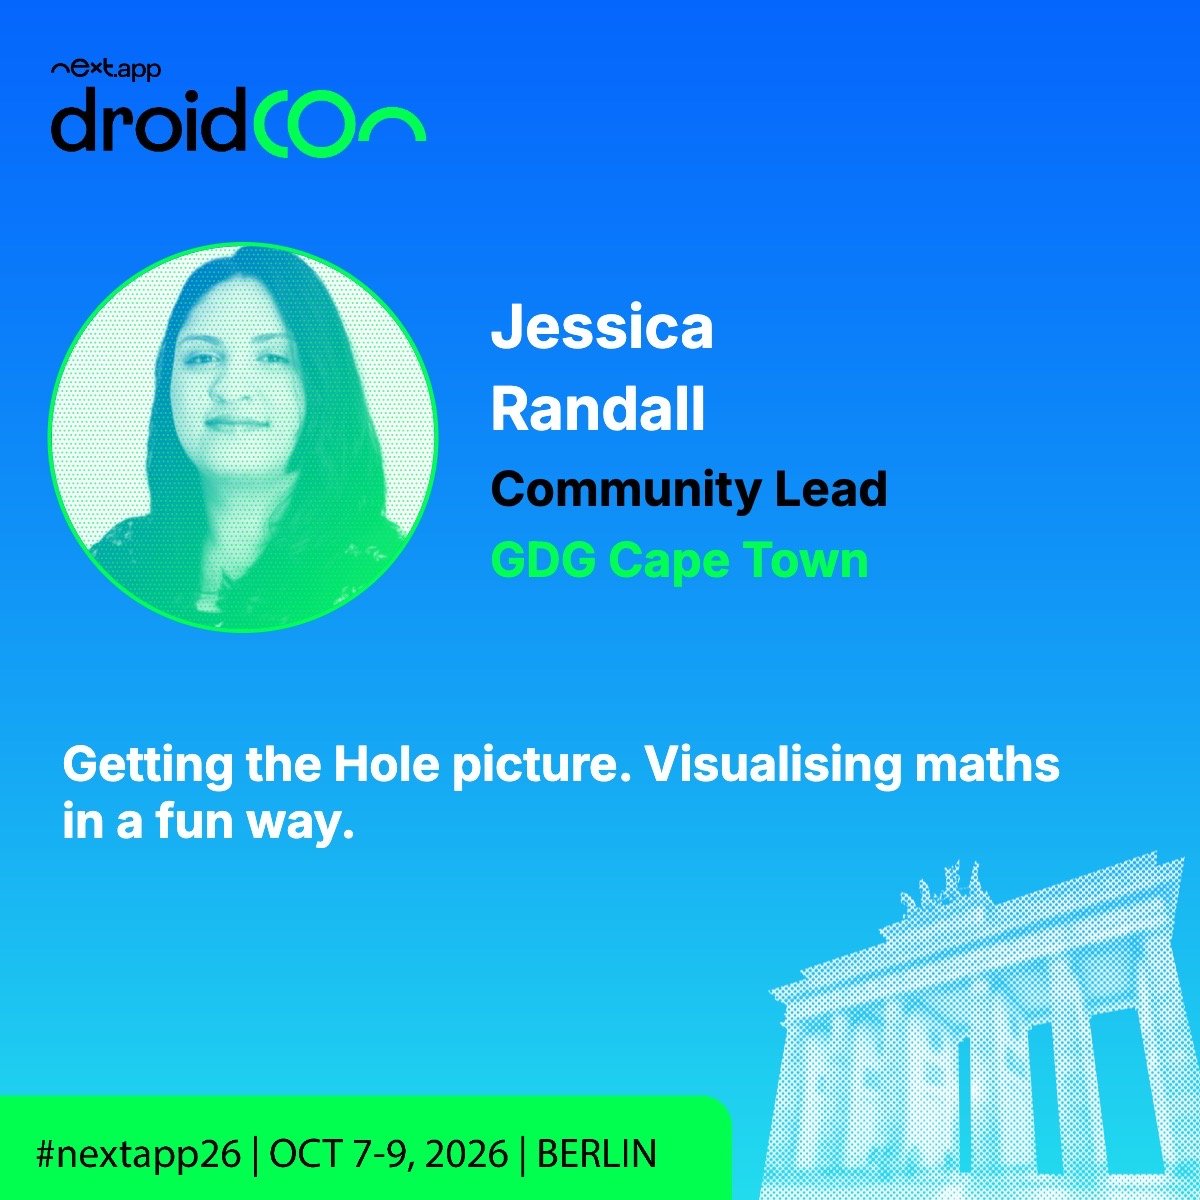 next.app
droidcon
Jessica
Randall
Community Lead
GDG Cape Town
Getting the Hole picture. Visualising maths
in a fun way.
#nextapp26 | OCT 7-9, 2026 | BERLIN